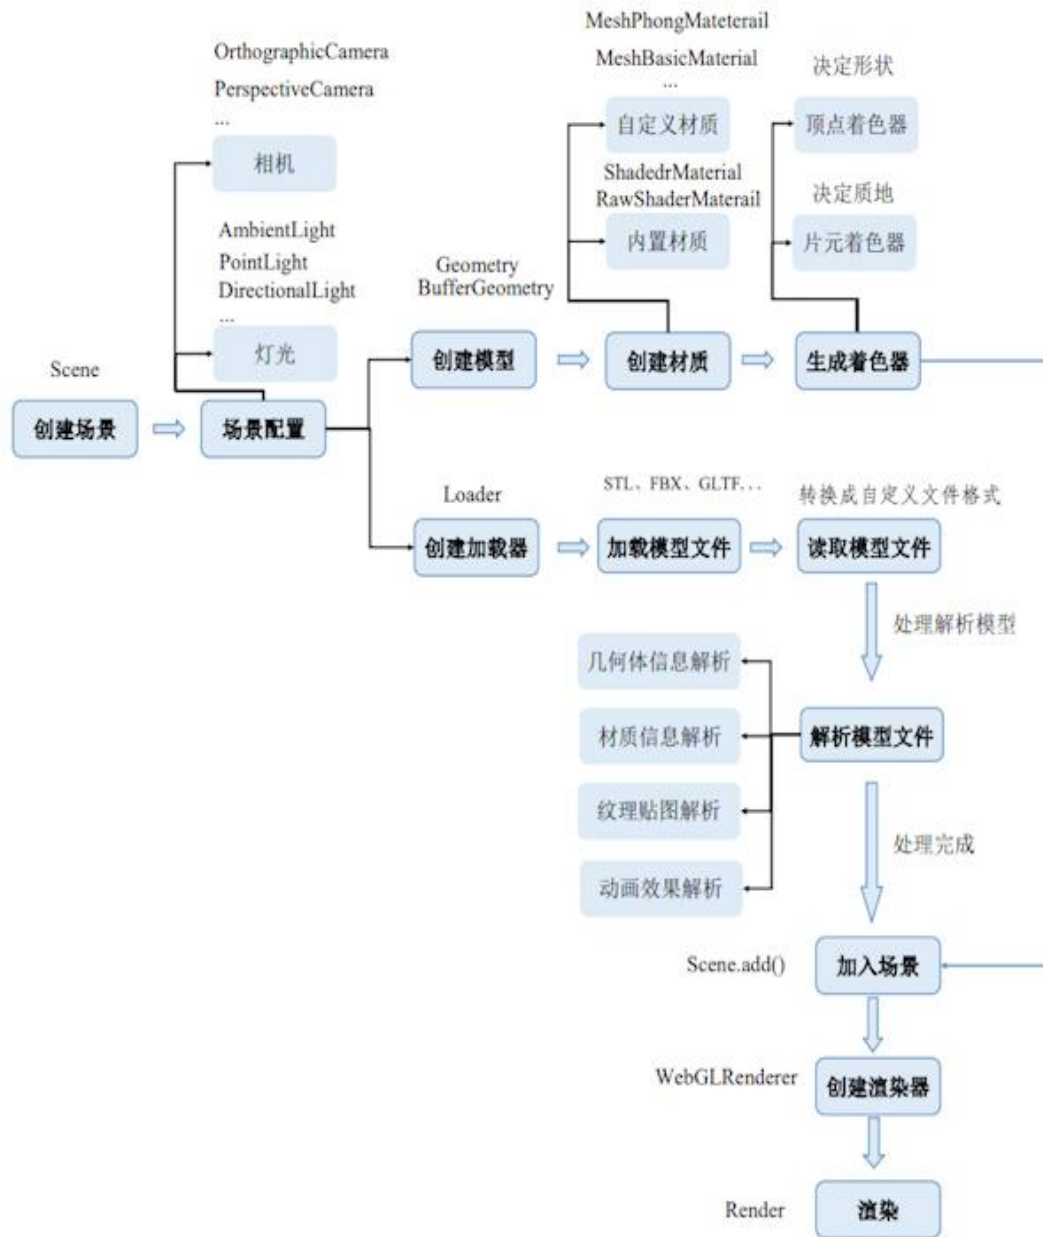 MeshPhongMateterail
OrthographicCamera
MeshBasicMaterial
...
决定形状
PerspectiveCamera
...
相机
自定义材质
顶点着色器
ShadedrMaterial
RawShaderMaterail
决定质地
AmbientLight
PointLight
DirectionalLight
...
内置材质
片元着色器
Geometry
BufferGeometry
灯光
创建模型
创建材质
生成着色器
Scene
创建场景
场景配置
Loader
STL、FBX、GLTF...
转换成自定义文件格式
创建加载器
加载模型文件
读取模型文件
处理解析模型
几何体信息解析
材质信息解析
解析模型文件
纹理贴图解析
处理完成
动画效果解析
Scene.add()
加入场景
WebGLRenderer
创建渲染器
Render
渲染